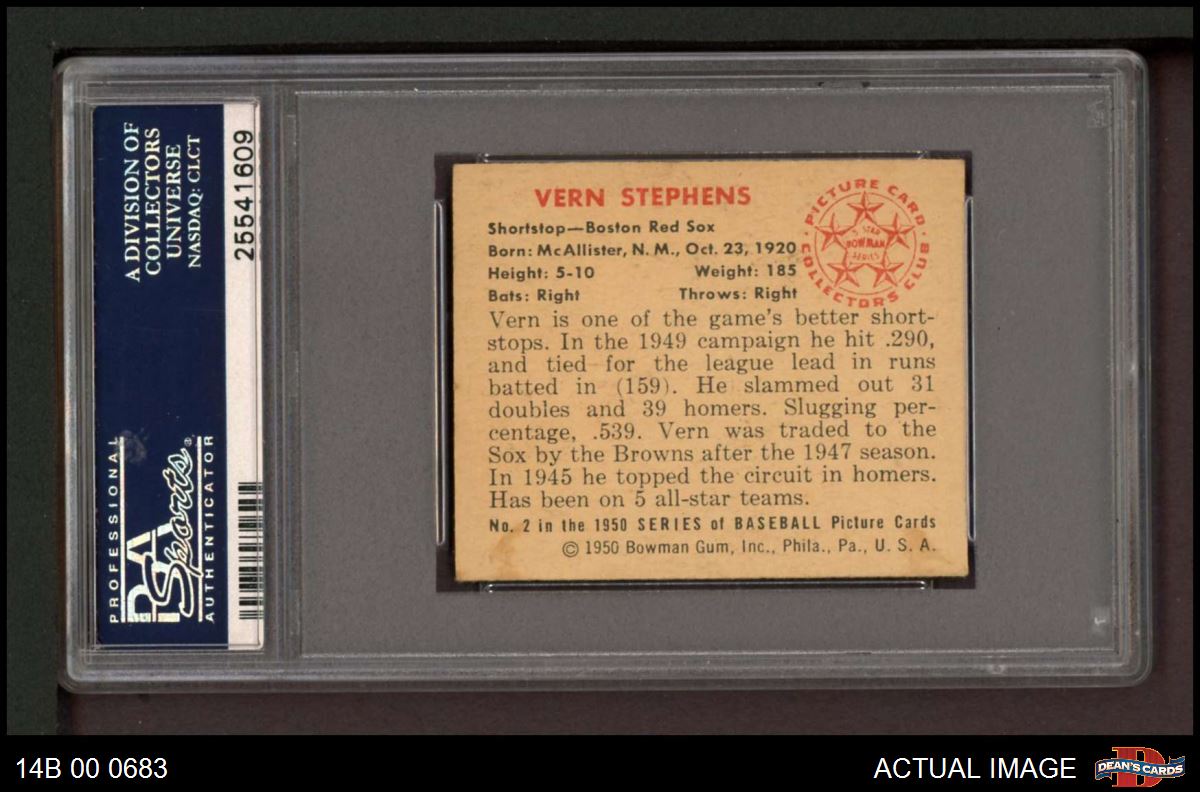 A DIVISION OF
COLLECTORS
UNIVERSE
NASDAQ: CLCT
25541609
PROFESSIONAL
PSA
Sports®
AUTHENTICATOR
VERN STEPHENS
Shortstop—Boston Red Sox
Born: McAllister, N. M., Oct. 23, 1920
Height: 5-10 Weight: 185
Bats: Right Throws: Right
PICTURE CARD
COLLECTORS CLUB
5 STAR
BOWMAN
SERIES
Vern is one of the game's better short-
stops. In the 1949 campaign he hit .290,
and tied for the league lead in runs
batted in (159). He slammed out 31
doubles and 39 homers. Slugging per-
centage, .539. Vern was traded to the
Sox by the Browns after the 1947 season.
In 1945 he topped the circuit in homers.
Has been on 5 all-star teams.
No. 2 in the 1950 SERIES of BASEBALL Picture Cards
© 1950 Bowman Gum, Inc., Phila., Pa., U. S. A.
14B 00 0683
ACTUAL IMAGE
D
DEAN'S CARDS